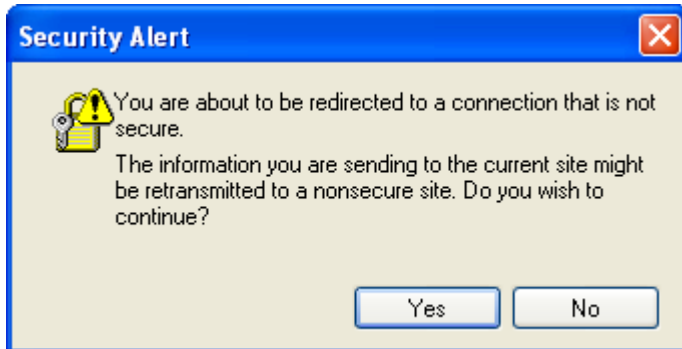 Security Alert
You are about to be redirected to a connection that is not
secure.
The information you are sending to the current site might
be retransmitted to a nonsecure site. Do you wish to
continue?
Yes No